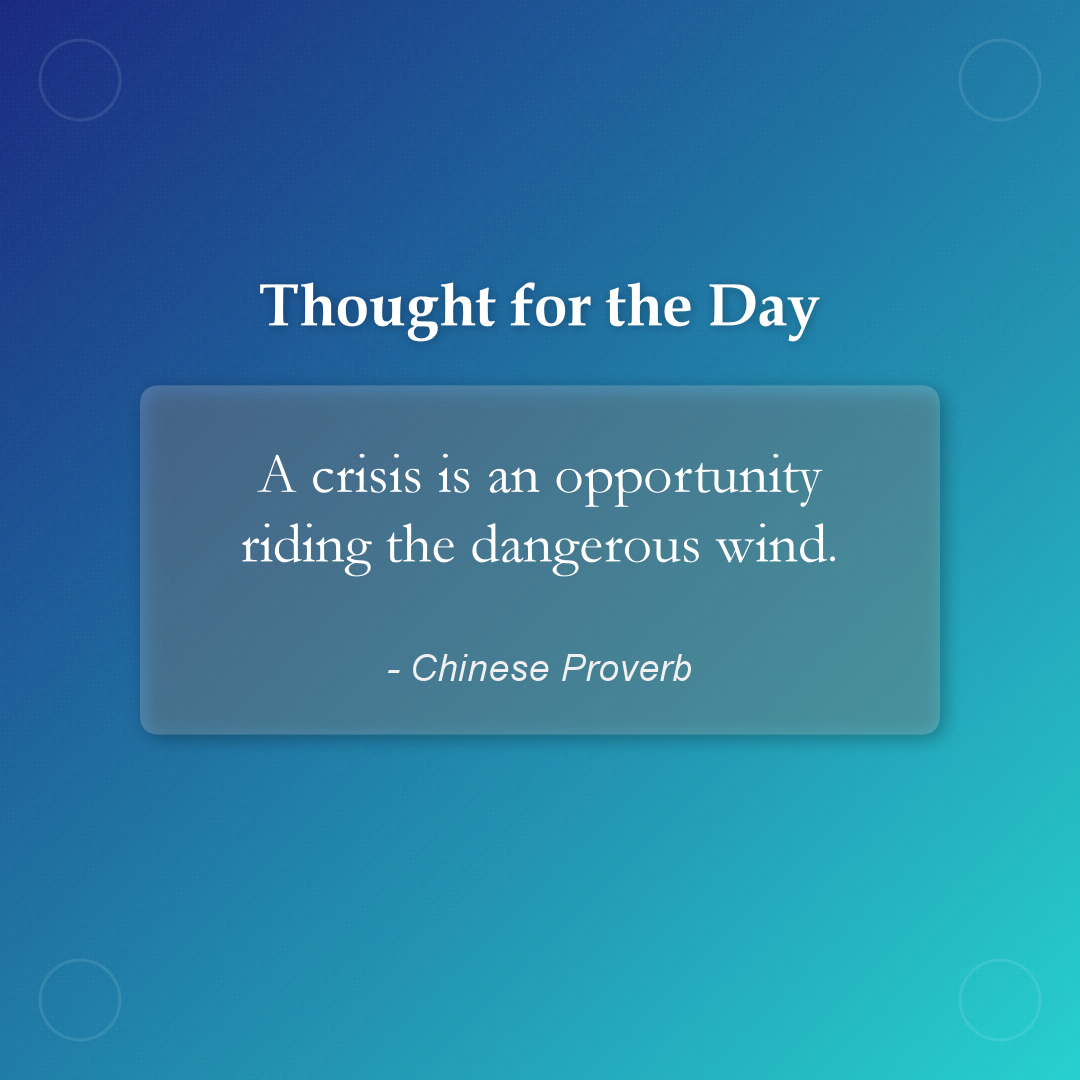 Thought for the Day
A crisis is an opportunity
riding the dangerous wind.
- Chinese Proverb